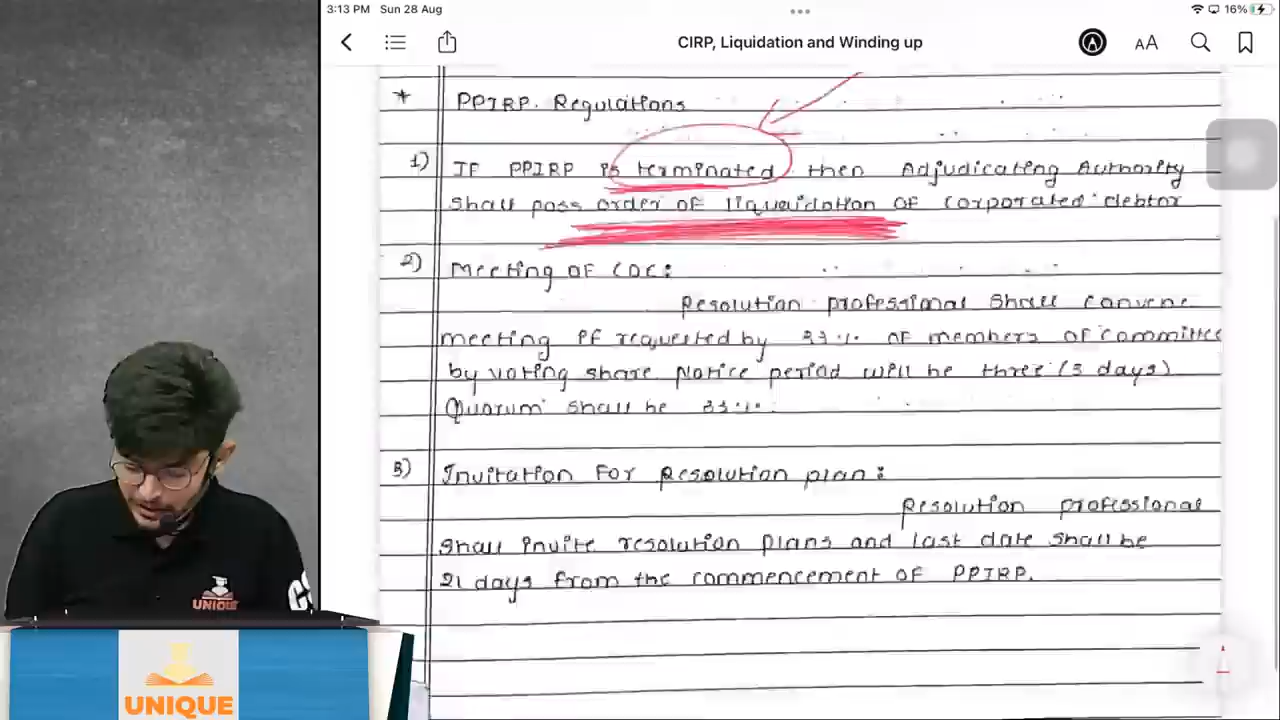 3:13 PM Sun 28 Aug
16%
CIRP, Liquidation and Winding up
AA
* PPIRP. Regulations
1) IF PPIRP is terminated then Adjudicating Authority
shall pass order of liquaidation of corporated debtor
2) Meeting of COC:
Resolution professional shall convene
meeting if requested by 33% of members of committee
by voting share Notice period will be three (3 days)
Quorum shall be 33%.
3) Invitation For Resolution plan:
Resolution professional
shall invite resolution plans and last date shall be
21 days from the commencement of PPIRP.
UNIQUE
UNIQUE